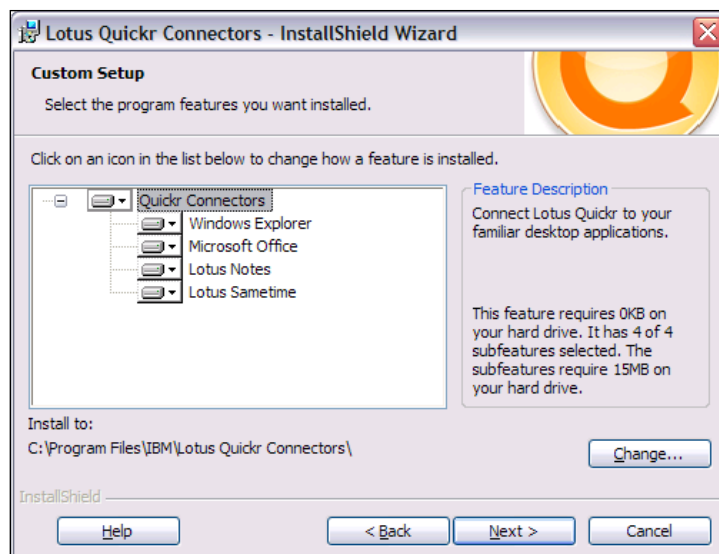 Lotus Quickr Connectors - InstallShield Wizard
Custom Setup
Select the program features you want installed.
Click on an icon in the list below to change how a feature is installed.
Quickr Connectors
Windows Explorer
Microsoft Office
Lotus Notes
Lotus Sametime
Feature Description
Connect Lotus Quickr to your
familiar desktop applications.
This feature requires 0KB on
your hard drive. It has 4 of 4
subfeatures selected. The
subfeatures require 15MB on
your hard drive.
Install to:
C:\Program Files\IBM\Lotus Quickr Connectors\
Change...
InstallShield
Help
< Back
Next >
Cancel